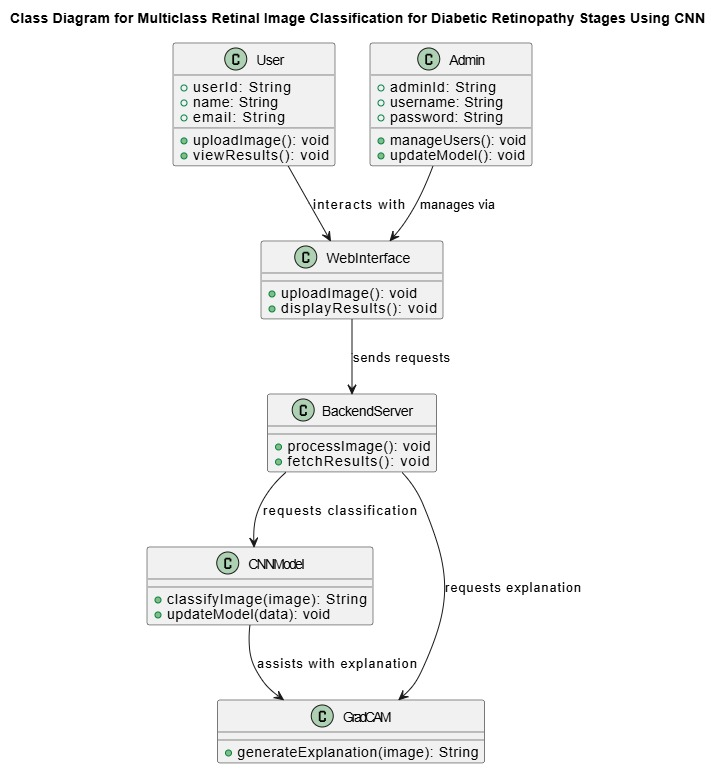 Class Diagram for Multiclass Retinal Image Classification for Diabetic Retinopathy Stages Using CNN
C User
userId: String
name: String
email: String
uploadImage(): void
viewResults(): void
C Admin
adminId: String
username: String
password: String
manageUsers(): void
updateModel(): void
interacts with
manages via
C WebInterface
uploadImage(): void
displayResults(): void
sends requests
C BackendServer
processImage(): void
fetchResults(): void
requests classification
C CNNModel
classifyImage(image): String
updateModel(data): void
requests explanation
assists with explanation
C GradCAM
generateExplanation(image): String